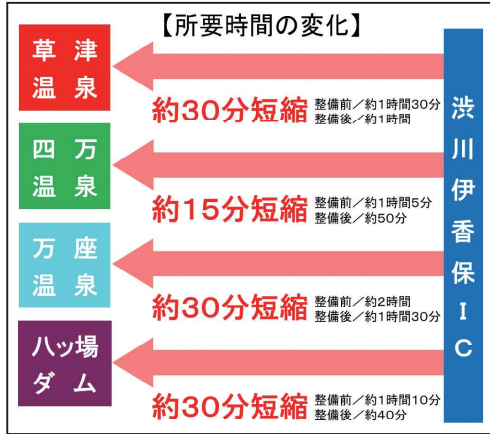 【所要時間の変化】
草津
温泉
約30分短縮
整備前/約1時間30分
整備後/約1時間
四万
温泉
約15分短縮
整備前/約1時間5分
整備後/約50分
万座
温泉
約30分短縮
整備前/約2時間
整備後/約1時間30分
八ッ場
ダム
約30分短縮
整備前/約1時間10分
整備後/約40分
渋川伊香保IC